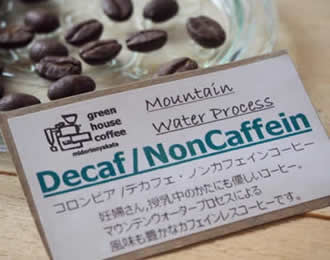 green
house
coffee
midorinoyakata
Mountain
Water Process
Decaf/NonCaffein
コロンビア/デカフェ・ノンカフェインコーヒー
妊婦さん,授乳中のかたにも優しいコーヒー。
マウンテンウォータープロセスによる
風味も豊かなカフェインレスコーヒーです。